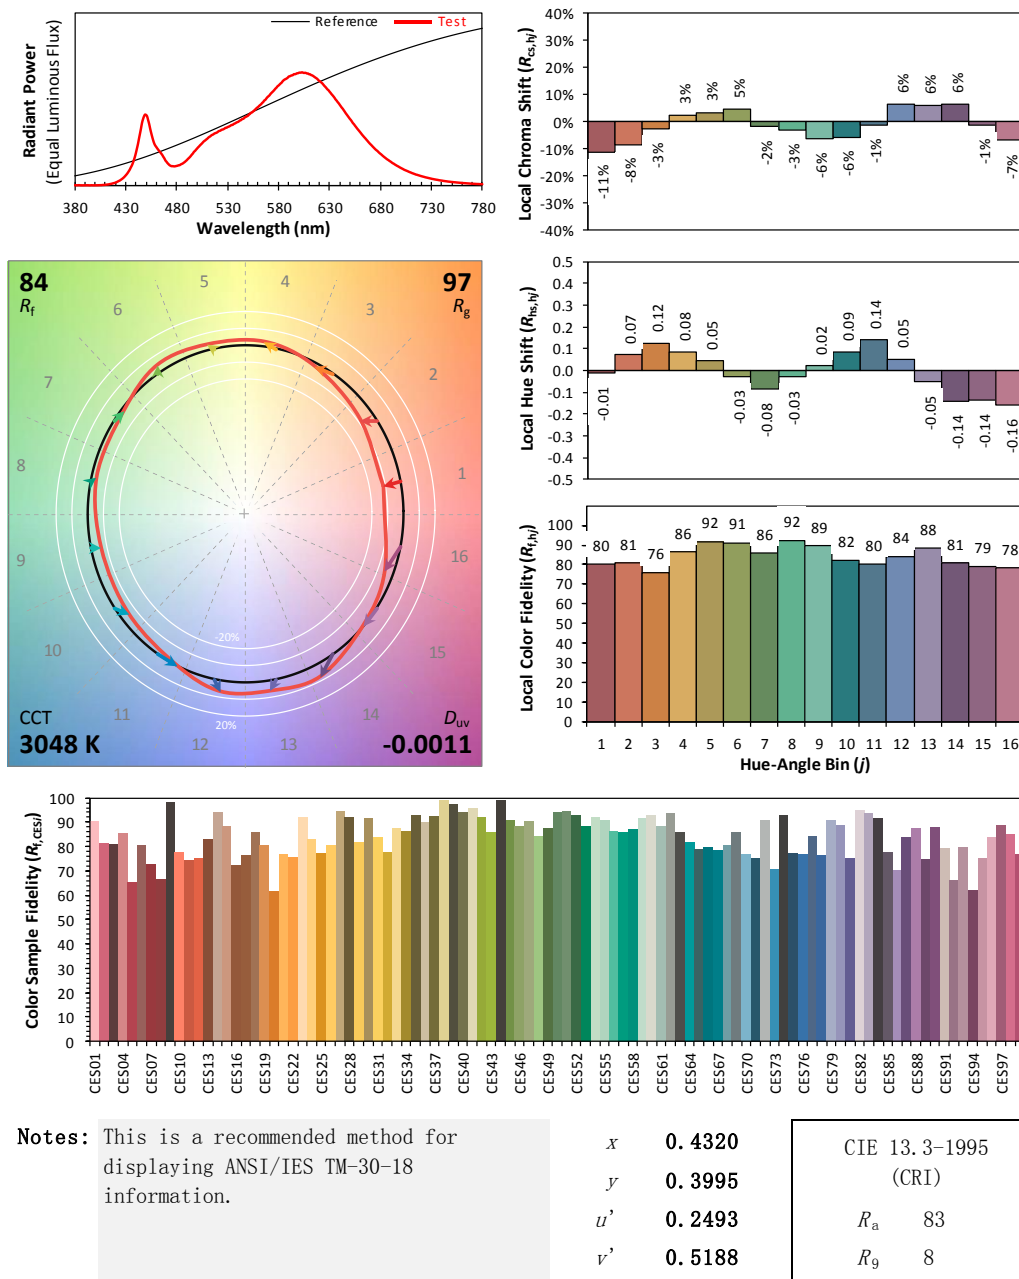 Radiant Power
(Equal Luminous Flux)
Reference
Test
380 430 480 530 580 630 680 730 780
Wavelength (nm)
Local Chroma Shift (Rcs,hj)
40%
30%
20%
10%
0%
-10%
-20%
-30%
-40%
-11% -8% -3% 3% 3% 5% -2% -3% -6% -6% -1% 6% 6% 6% -1% -7%
84
Rf
97
Rg
1
2
3
4
5
6
7
8
9
10
11
12
13
14
15
16
-20%
20%
CCT
3048 K
Duv
-0.0011
Local Hue Shift (Rhs,hj)
0.5
0.4
0.3
0.2
0.1
0.0
-0.1
-0.2
-0.3
-0.4
-0.5
-0.01 0.07 0.12 0.08 0.05 -0.03 -0.08 -0.03 0.02 0.09 0.14 0.05 -0.05 -0.14 -0.14 -0.16
Local Color Fidelity (Rf,hj)
100
90
80
70
60
50
40
30
20
10
0
80 81 76 86 92 91 86 92 89 82 80 84 88 81 79 78
1 2 3 4 5 6 7 8 9 10 11 12 13 14 15 16
Hue-Angle Bin (j)
Color Sample Fidelity (Rf,CESi)
100
90
80
70
60
50
40
30
20
10
0
CES01 CES04 CES07 CES10 CES13 CES16 CES19 CES22 CES25 CES28 CES31 CES34 CES37 CES40 CES43 CES46 CES49 CES52 CES55 CES58 CES61 CES64 CES67 CES70 CES73 CES76 CES79 CES82 CES85 CES88 CES91 CES94 CES97
Notes: This is a recommended method for
displaying ANSI/IES TM-30-18
information.
x 0.4320
y 0.3995
u' 0.2493
v' 0.5188
CIE 13.3-1995
(CRI)
Ra 83
R9 8